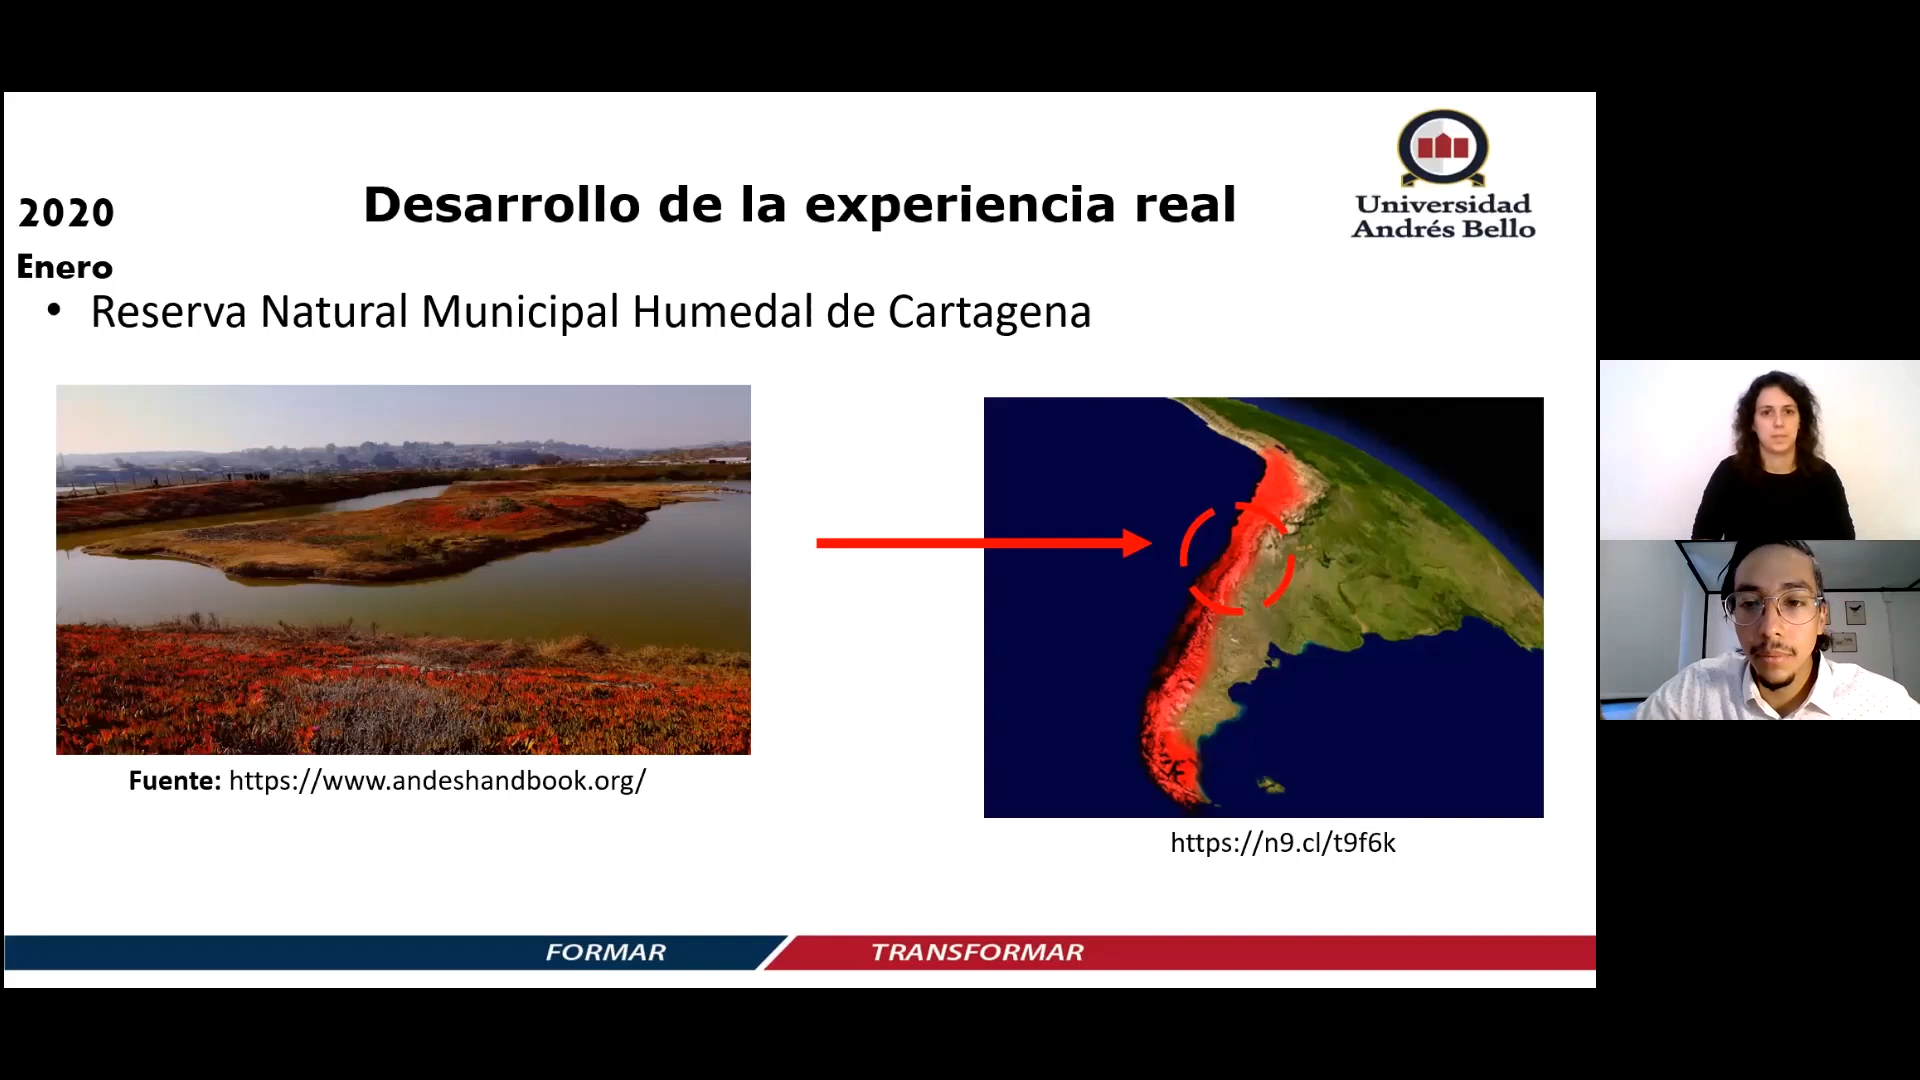 2020
Enero
Desarrollo de la experiencia real
Universidad
Andrés Bello
• Reserva Natural Municipal Humedal de Cartagena
Fuente: https://www.andeshandbook.org/
https://n9.cl/t9f6k
FORMAR
TRANSFORMAR